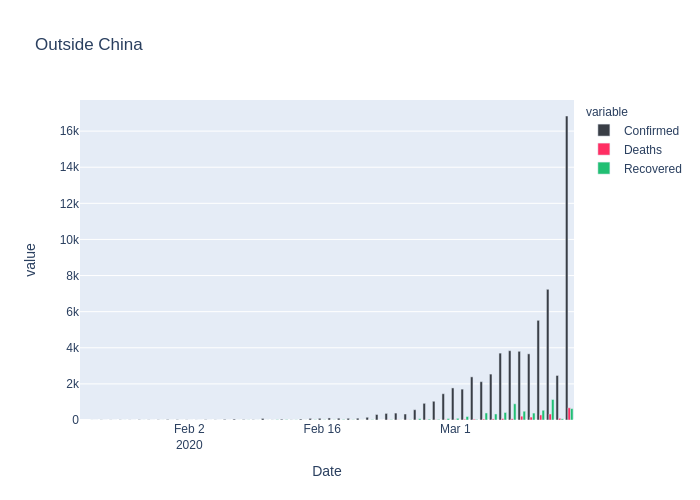 Outside China
variable
Confirmed
Deaths
Recovered
16k
14k
12k
10k
8k
6k
4k
2k
0
value
Feb 2
2020
Feb 16
Mar 1
Date